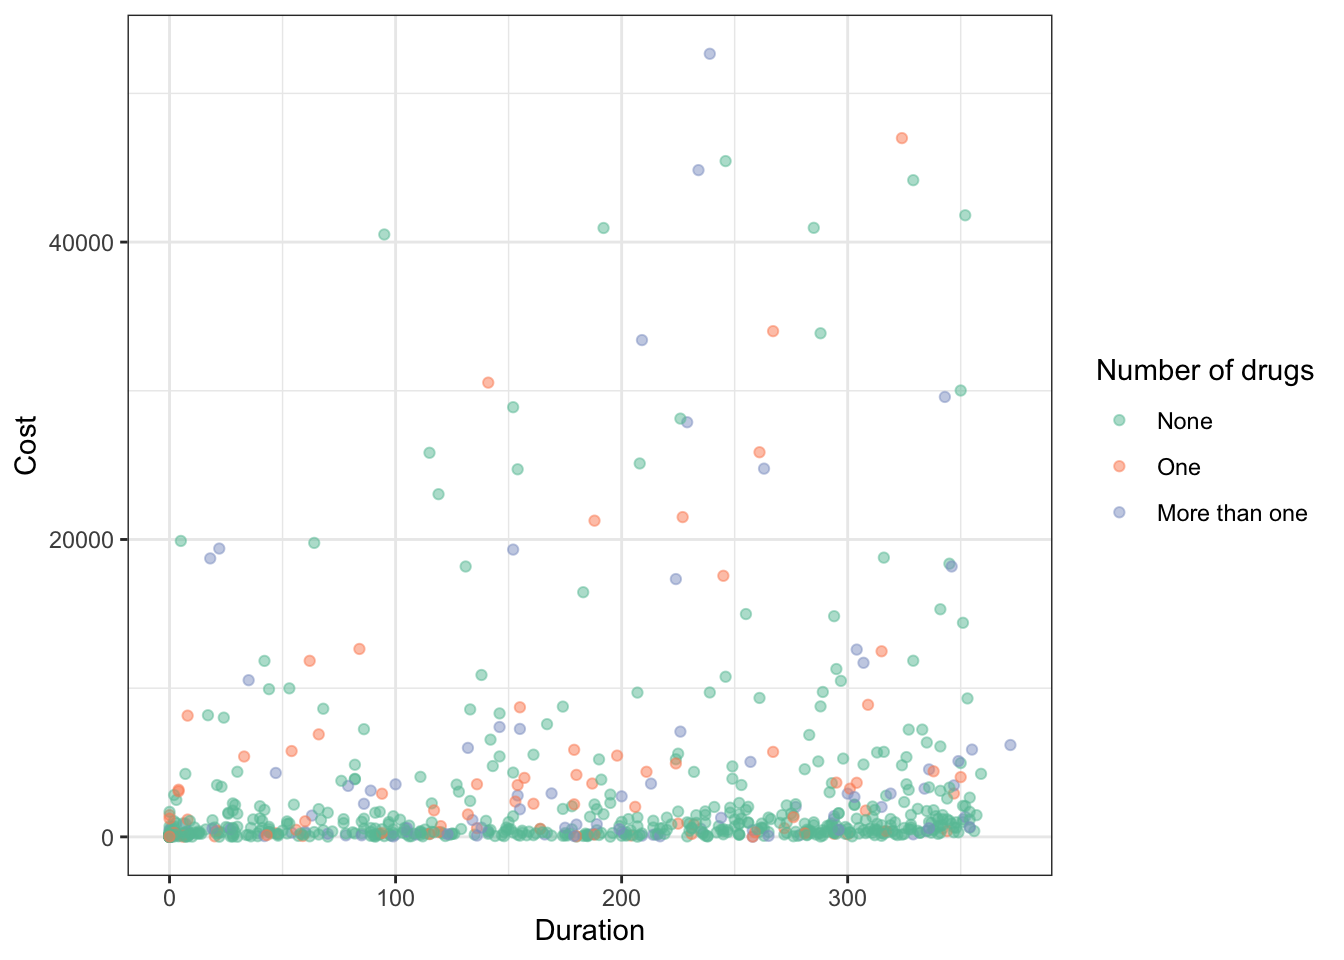 40000
20000
0
0
100
200
300
Duration
Cost
Number of drugs
None
One
More than one